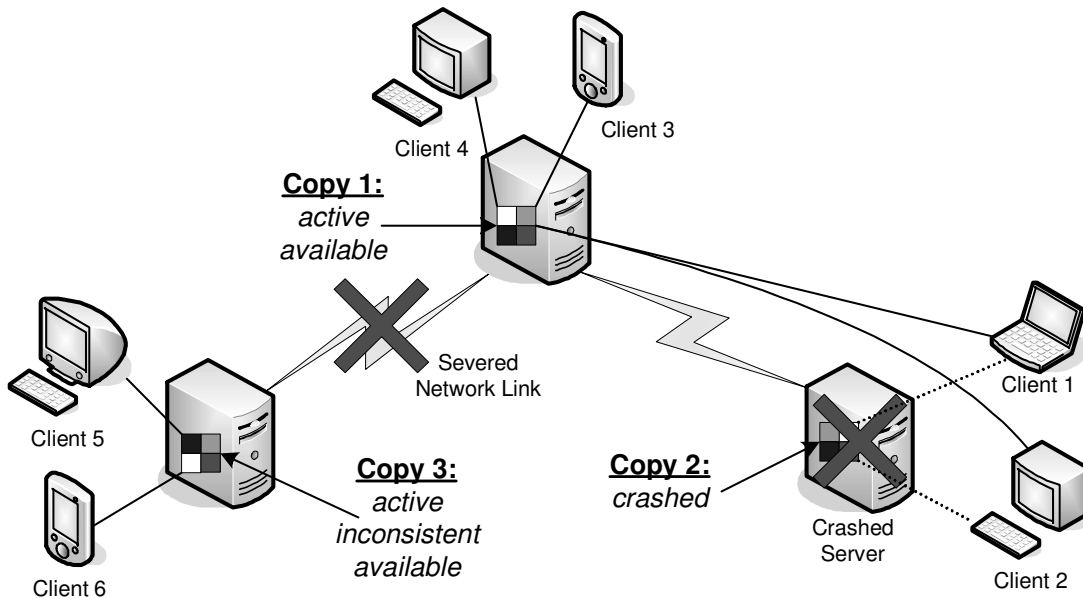 Client 4
Client 3
Copy 1:
active
available
Severed
Network Link
Client 1
Client 5
Copy 3:
active
inconsistent
available
Copy 2:
crashed
Crashed
Server
Client 2
Client 6